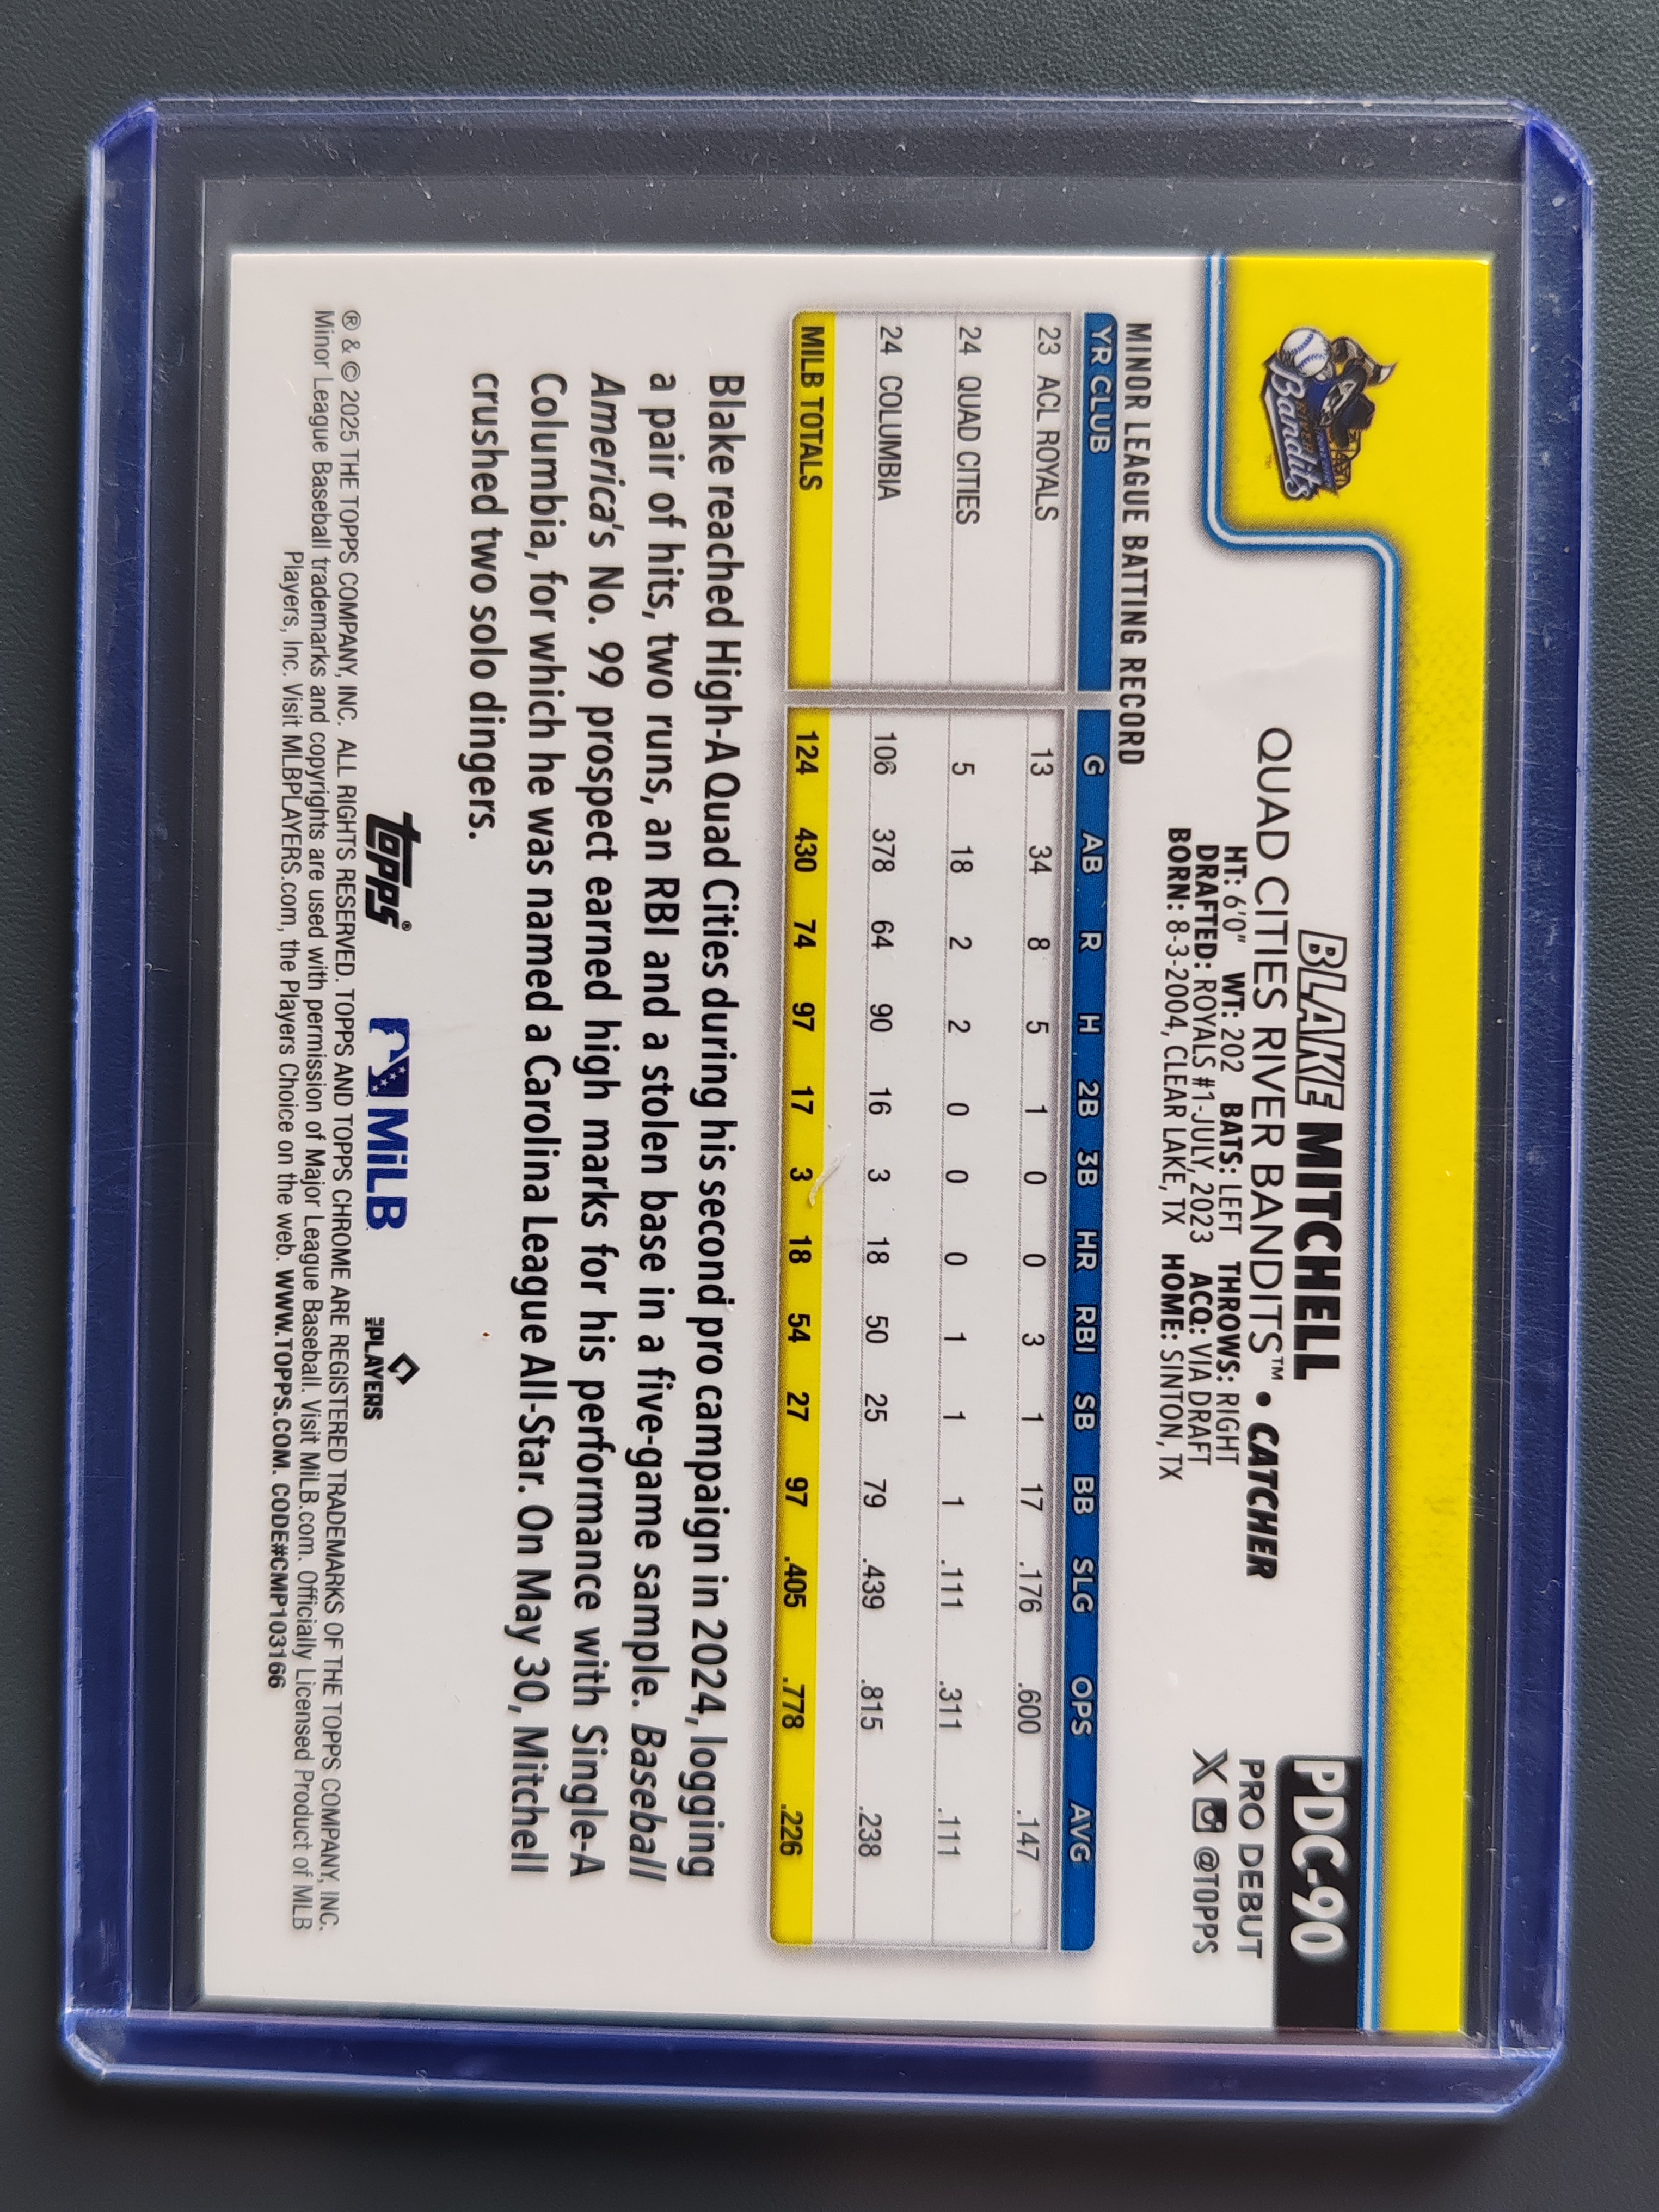 River
Bandits™
BLAKE MITCHELL
QUAD CITIES RIVER BANDITS™ • CATCHER
HT: 6'0" WT: 202 BATS: LEFT THROWS: RIGHT
DRAFTED: ROYALS #1-JULY, 2023 ACQ: VIA DRAFT
BORN: 8-3-2004, CLEAR LAKE, TX HOME: SINTON, TX
PDC-90
PRO DEBUT
X @TOPPS
MINOR LEAGUE BATTING RECORD
YR CLUB G AB R H 2B 3B HR RBI SB BB SLG OPS AVG
23 ACL ROYALS 13 34 8 5 1 0 0 3 1 17 .176 .600 .147
24 QUAD CITIES 5 18 2 2 0 0 0 1 1 1 .111 .311 .111
24 COLUMBIA 106 378 64 90 16 3 18 50 25 79 .439 .815 .238
MILB TOTALS 124 430 74 97 17 3 18 54 27 97 .405 .778 .226
Blake reached High-A Quad Cities during his second pro campaign in 2024, logging
a pair of hits, two runs, an RBI and a stolen base in a five-game sample. Baseball
America's No. 99 prospect earned high marks for his performance with Single-A
Columbia, for which he was named a Carolina League All-Star. On May 30, Mitchell
crushed two solo dingers.
topps® MiLB MLB PLAYERS
® & © 2025 THE TOPPS COMPANY, INC. ALL RIGHTS RESERVED. TOPPS AND TOPPS CHROME ARE REGISTERED TRADEMARKS OF THE TOPPS COMPANY, INC.
Minor League Baseball trademarks and copyrights are used with permission of Major League Baseball. Visit MiLB.com. Officially Licensed Product of MLB
Players, Inc. Visit MLBPLAYERS.com, the Players Choice on the web. WWW.TOPPS.COM. CODE#CMP103166